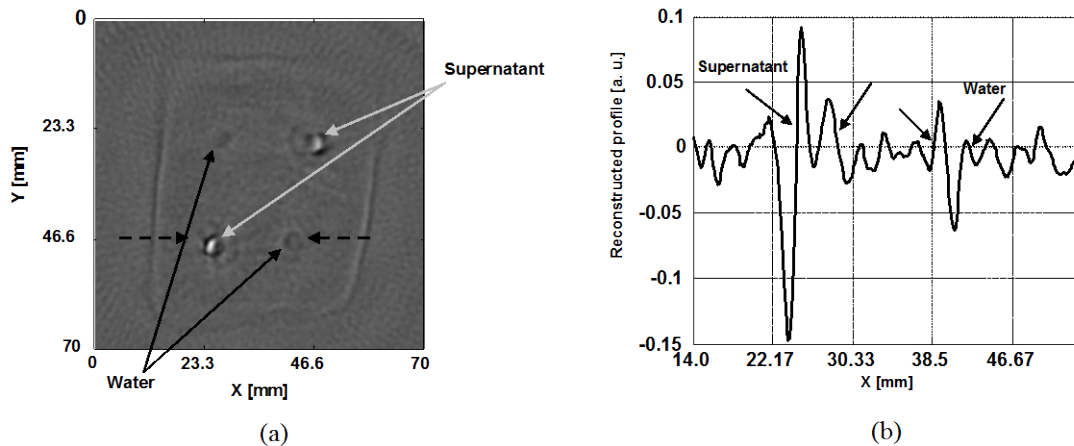 0
Supernatant
23.3
Y [mm]
46.6
70
0
23.3
46.6
70
Water
X [mm]
(a)
0.1
Supernatant
0.05
Water
0
Reconstructed profile [a. u.]
-0.05
-0.1
-0.15
14.0
22.17
30.33
38.5
46.67
X [mm]
(b)